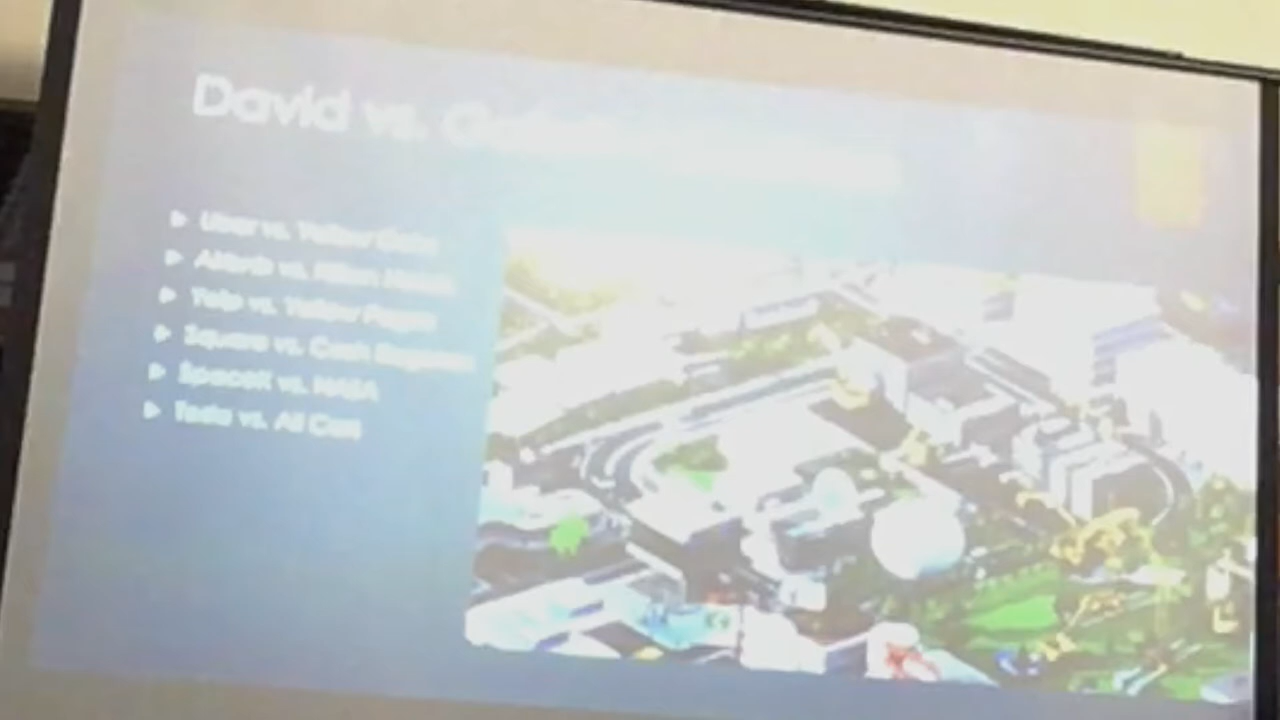 David vs.
Uber vs. Yellow Cabs
Airbnb vs. Hilton Hotels
Yelp vs. Yellow Pages
Square vs. Cash Registers
SpaceX vs. NASA
Tesla vs. All Cars